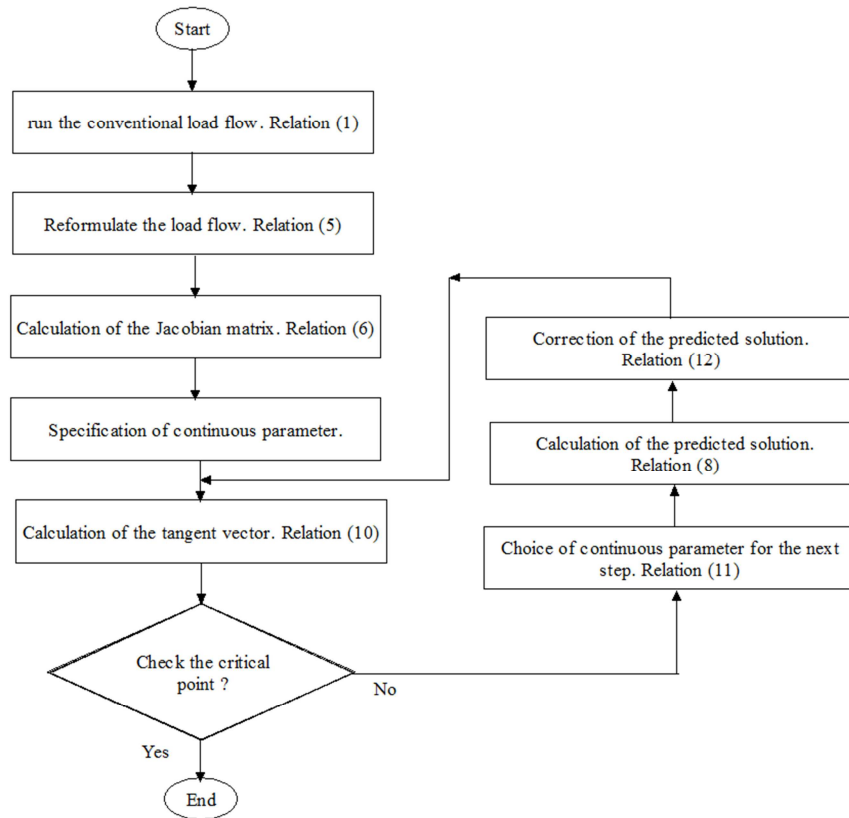 Start
run the conventional load flow. Relation (1)
Reformulate the load flow. Relation (5)
Calculation of the Jacobian matrix. Relation (6)
Specification of continuous parameter.
Calculation of the tangent vector. Relation (10)
Check the critical
point ?
No
Yes
End
Correction of the predicted solution.
Relation (12)
Calculation of the predicted solution.
Relation (8)
Choice of continuous parameter for the next
step. Relation (11)